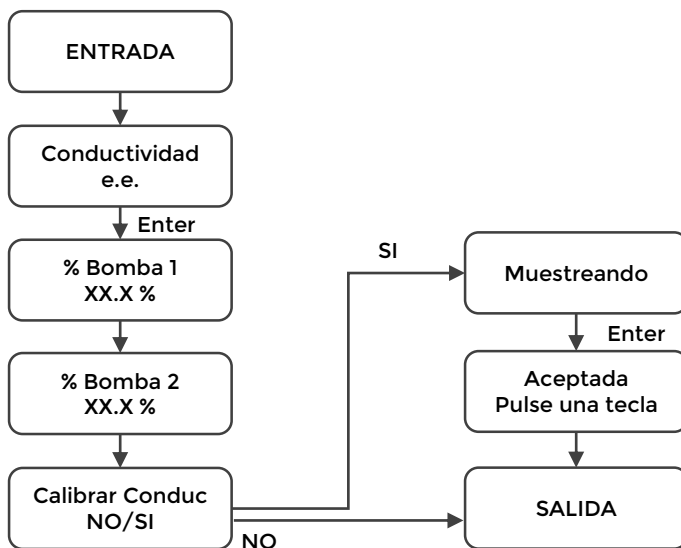 ENTRADA
Conductividad
e.e.
Enter
% Bomba 1
XX.X %
% Bomba 2
XX.X %
Calibrar Conduc
NO/SI
SI
NO
Muestreando
Enter
Aceptada
Pulse una tecla
SALIDA